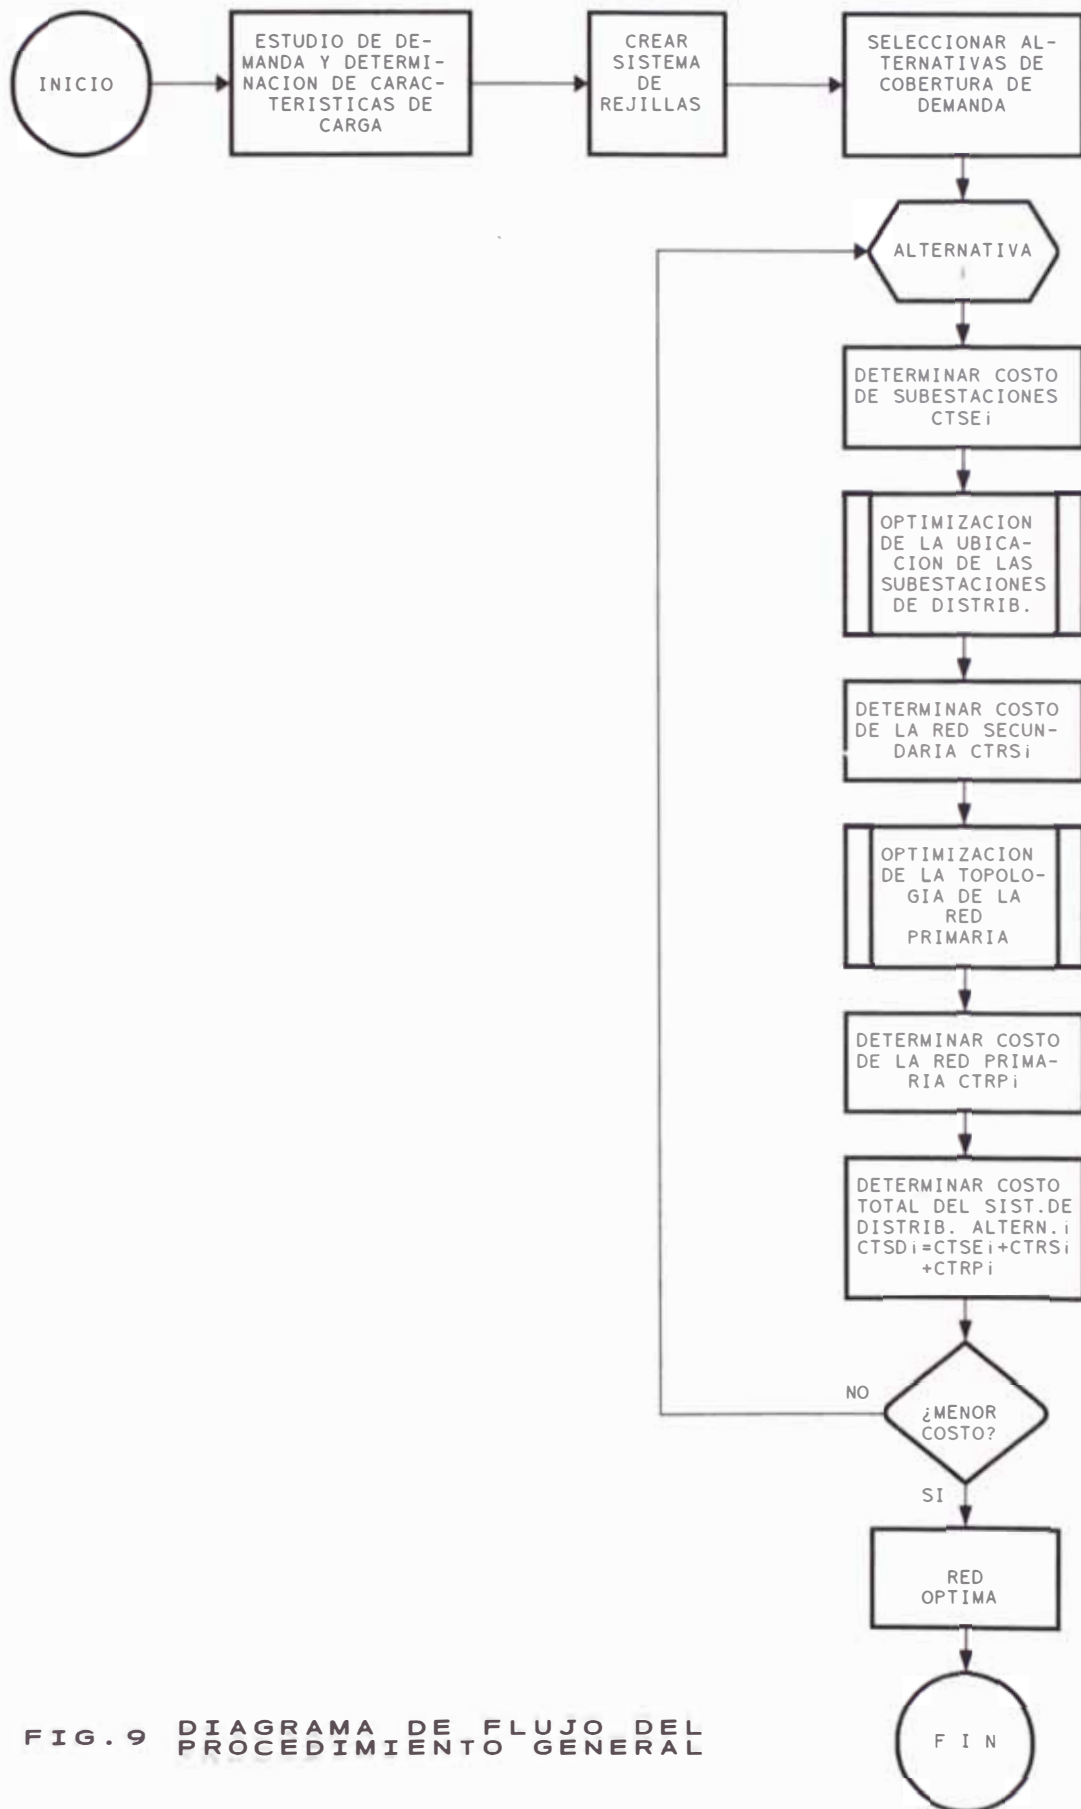 INICIO
ESTUDIO DE DE-
MANDA Y DETERMI-
NACION DE CARAC-
TERISTICAS DE
CARGA
CREAR
SISTEMA
DE
REJILLAS
SELECCIONAR AL-
TERNATIVAS DE
COBERTURA DE
DEMANDA
ALTERNATIVA
i
DETERMINAR COSTO
DE SUBESTACIONES
CTSEi
OPTIMIZACION
DE LA UBICA-
CION DE LAS
SUBESTACIONES
DE DISTRIB.
DETERMINAR COSTO
DE LA RED SECUN-
DARIA CTRSi
OPTIMIZACION
DE LA TOPOLO-
GIA DE LA
RED
PRIMARIA
DETERMINAR COSTO
DE LA RED PRIMA-
RIA CTRPi
DETERMINAR COSTO
TOTAL DEL SIST.DE
DISTRIB. ALTERN.i
CTSDi=CTSEi+CTRSi
+CTRPi
NO
¿MENOR
COSTO?
SI
RED
OPTIMA
F I N
FIG.9 DIAGRAMA DE FLUJO DEL
PROCEDIMIENTO GENERAL